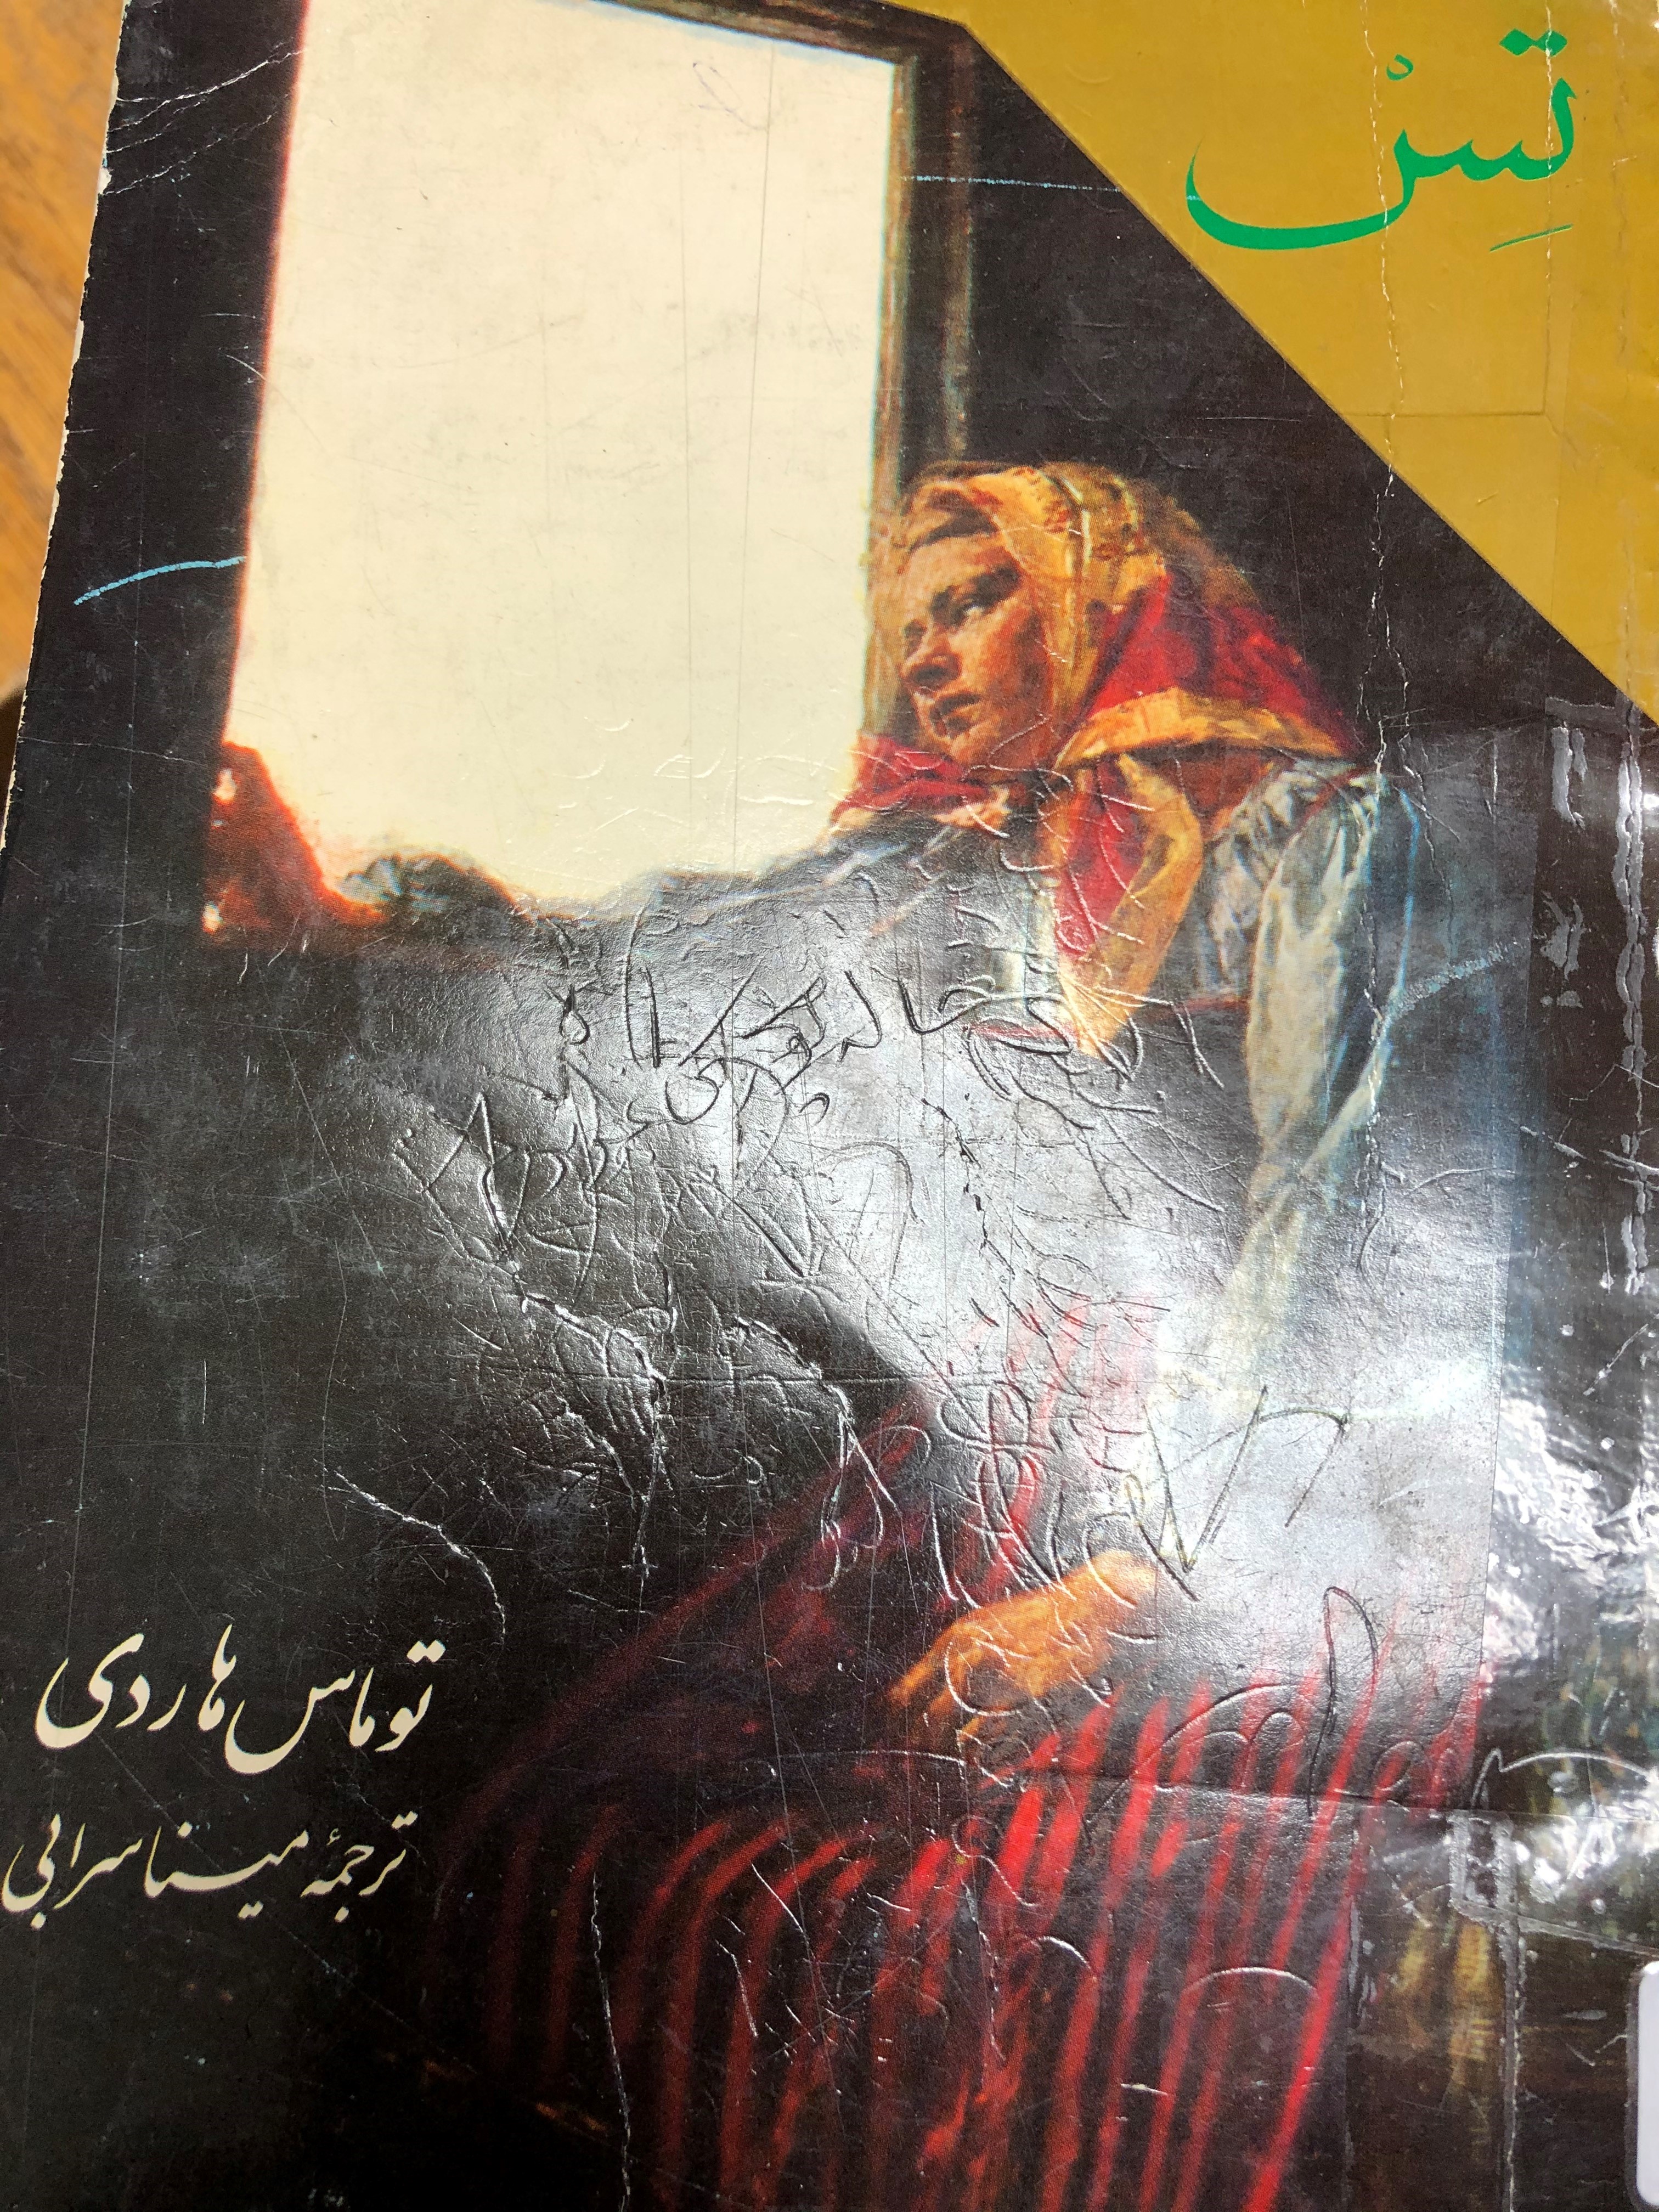 تِسْ
توماس هاردی
ترجمهٔ مینا سرابی